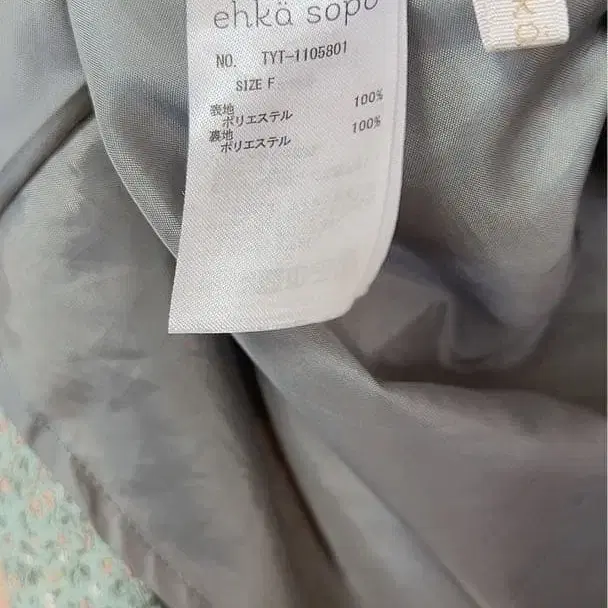 ehkä sopo
NO. TYT-1105801
SIZE F
表地
ポリエステル 100%
裏地
ポリエステル 100%